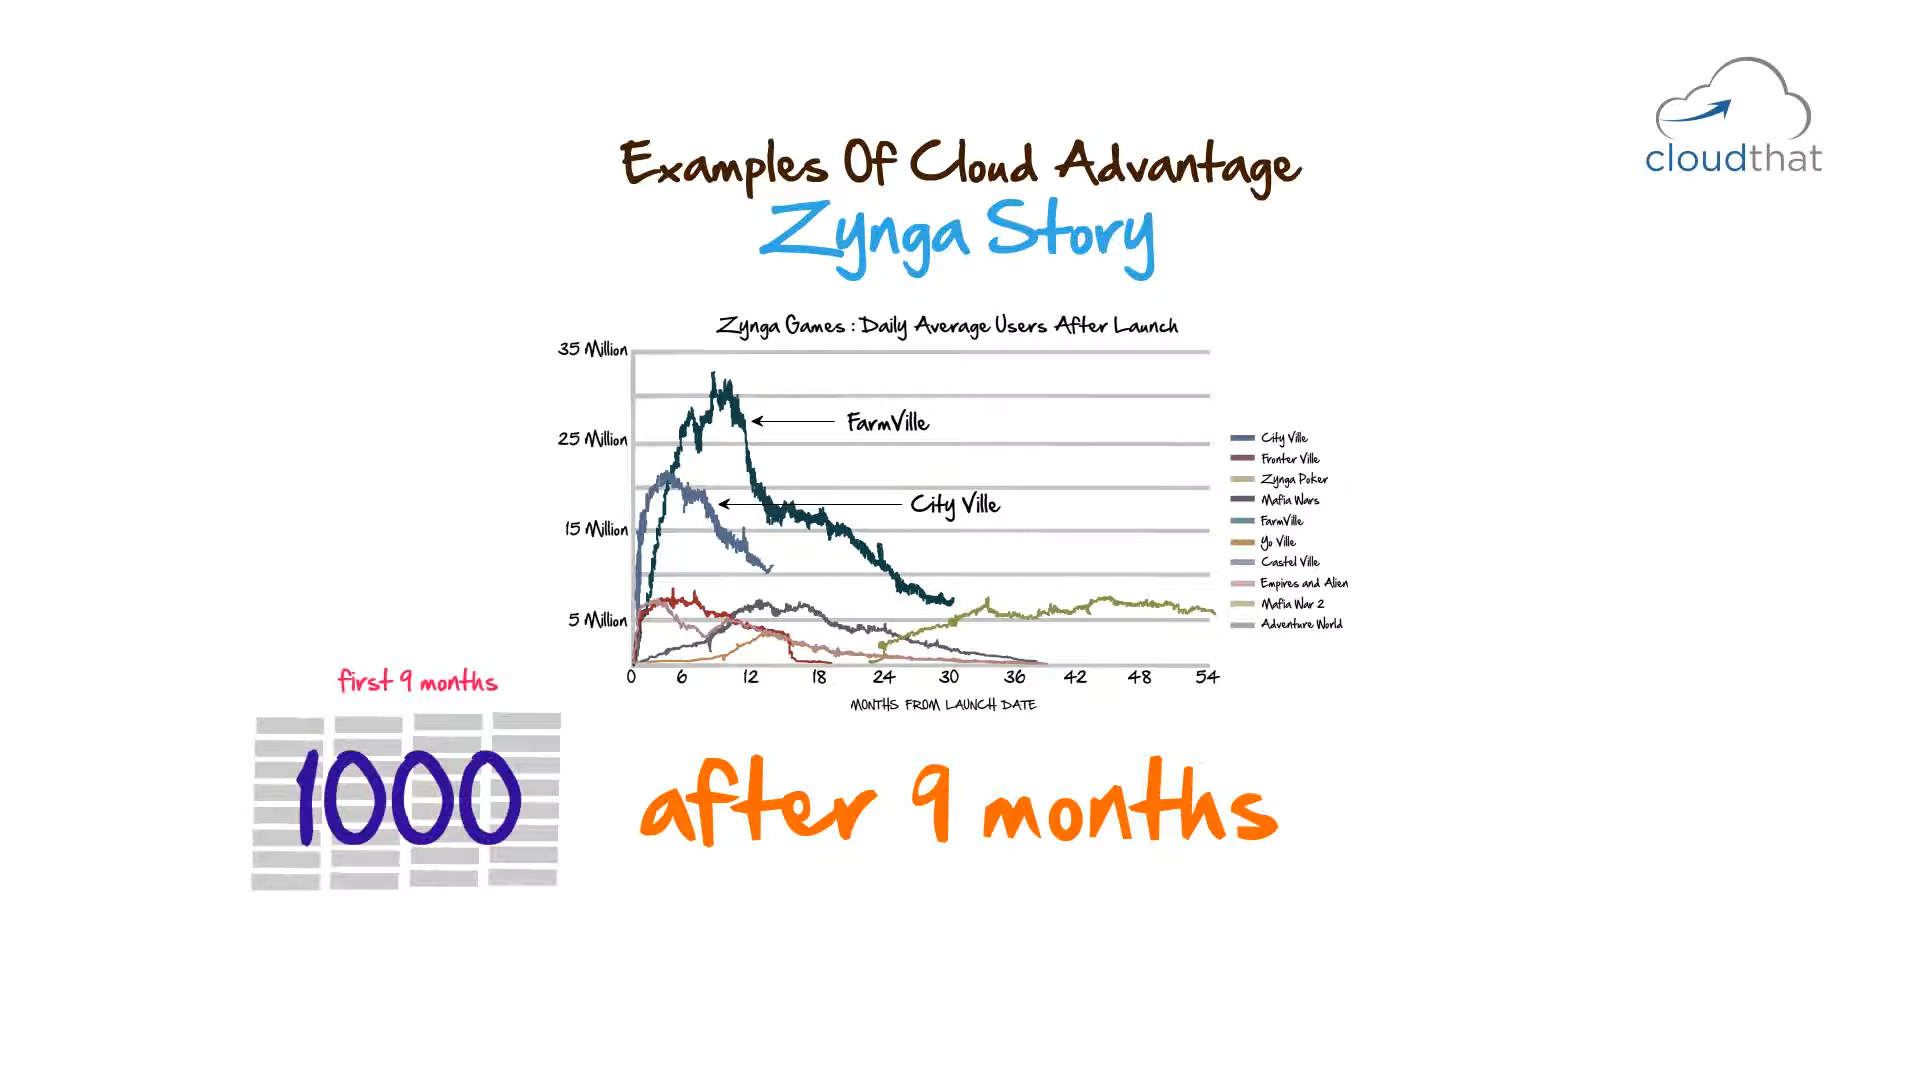 cloudthat
Examples Of Cloud Advantage
Zynga Story
Zynga Games : Daily Average Users After Launch
35 Million
25 Million
15 Million
5 Million
FarmVille
City Ville
City Ville
Fronter Ville
Zynga Poker
Mafia Wars
FarmVille
Yo Ville
Castel Ville
Empires and Alien
Mafia War 2
Adventure World
0 6 12 18 24 30 36 42 48 54
MONTHS FROM LAUNCH DATE
first 9 months
1000
after 9 months